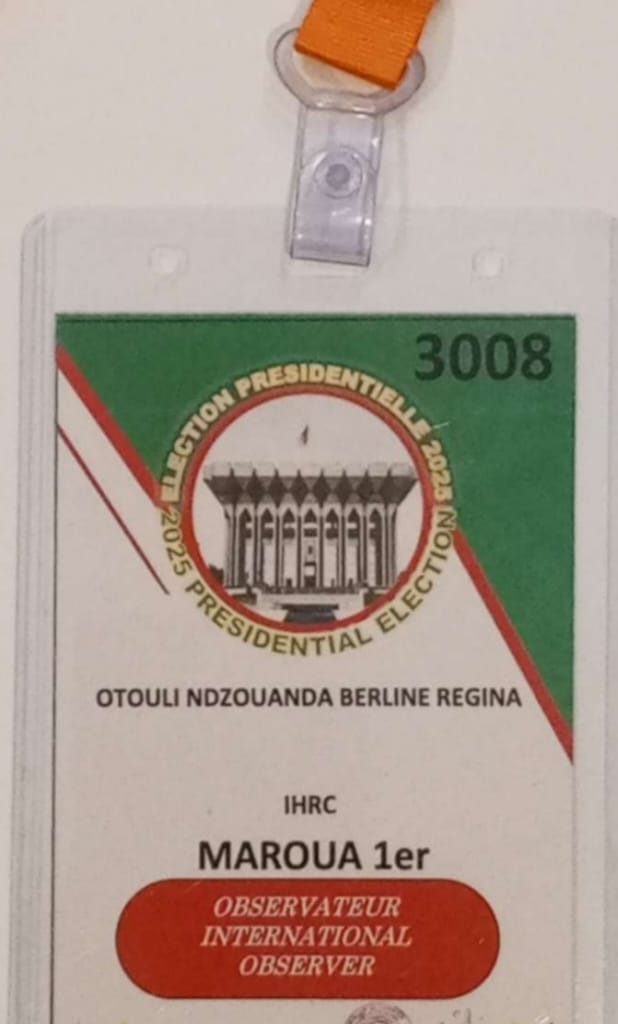 3008
ELECTION PRESIDENTIELLE 2025
2025 PRESIDENTIAL ELECTION
OTOULI NDZOUANDA BERLINE REGINA
IHRC
MAROUA 1er
OBSERVATEUR
INTERNATIONAL
OBSERVER